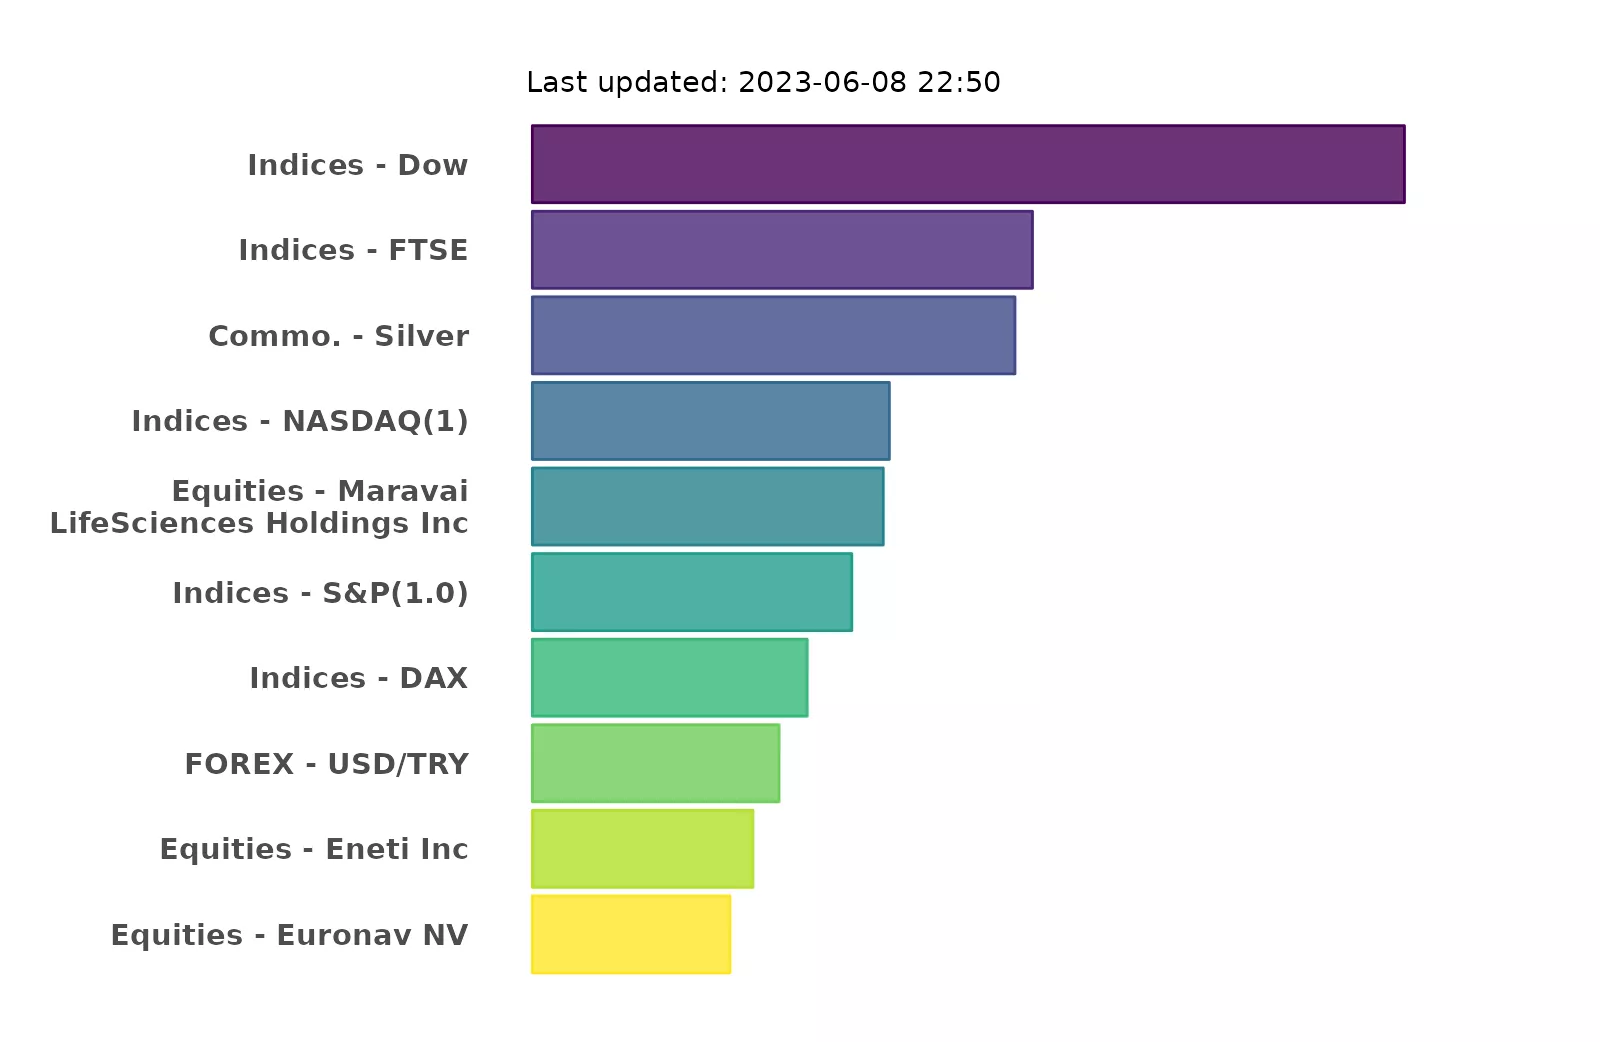 Last updated: 2023-06-08 22:50
Indices - Dow
Indices - FTSE
Commo. - Silver
Indices - NASDAQ(1)
Equities - Maravai
LifeSciences Holdings Inc
Indices - S&P(1.0)
Indices - DAX
FOREX - USD/TRY
Equities - Eneti Inc
Equities - Euronav NV